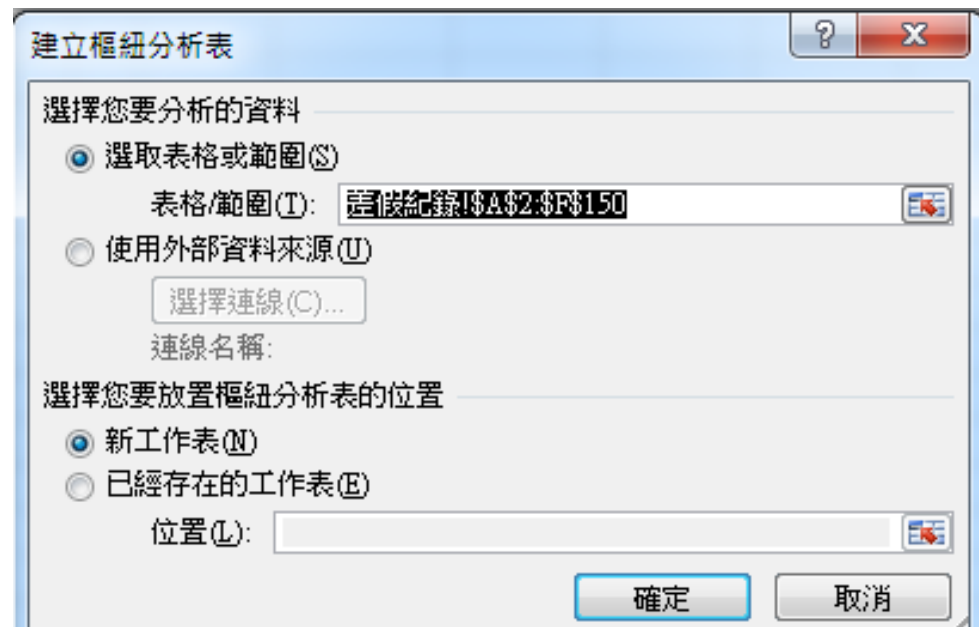 建立樞紐分析表
選擇您要分析的資料
選取表格或範圍(S)
表格/範圍(T): 差假紀錄!$A$2:$F$150
使用外部資料來源(U)
選擇連線(C)...
連線名稱:
選擇您要放置樞紐分析表的位置
新工作表(N)
已經存在的工作表(E)
位置(L):
確定 取消